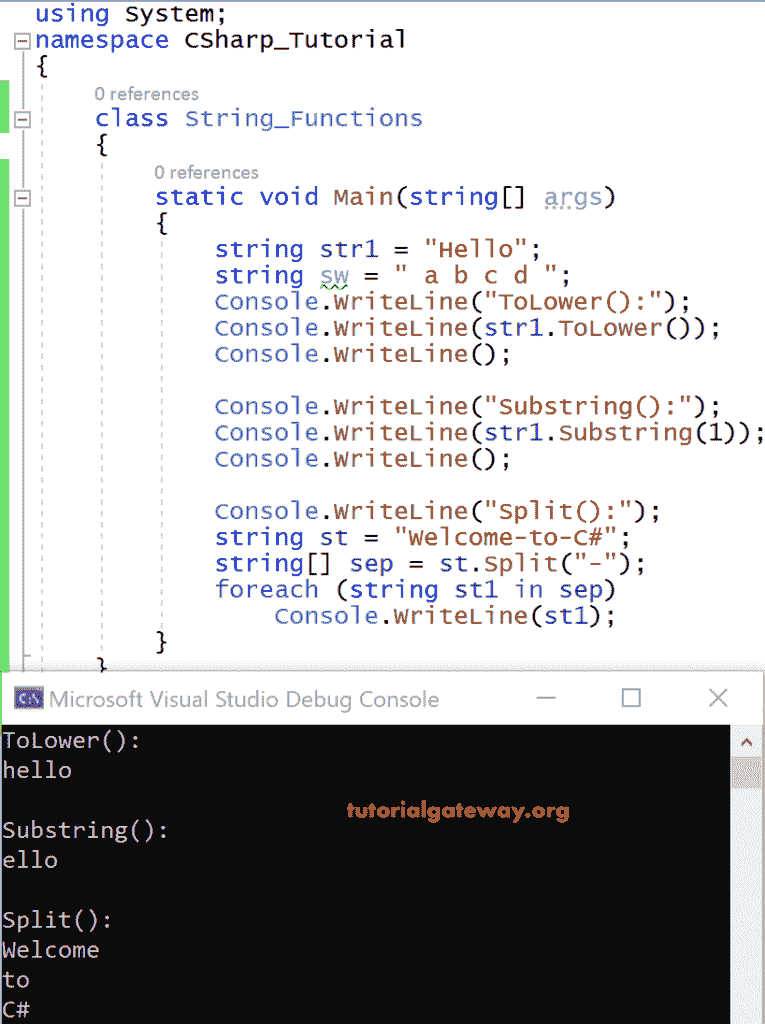 using System;
namespace CSharp_Tutorial
{
0 references
class String_Functions
{
0 references
static void Main(string[] args)
{
string str1 = "Hello";
string sw = " a b c d ";
Console.WriteLine("ToLower():");
Console.WriteLine(str1.ToLower());
Console.WriteLine();
Console.WriteLine("Substring():");
Console.WriteLine(str1.Substring(1));
Console.WriteLine();
Console.WriteLine("Split():");
string st = "Welcome-to-C#";
string[] sep = st.Split("-");
foreach (string st1 in sep)
Console.WriteLine(st1);
}
}
C:\ Microsoft Visual Studio Debug Console
ToLower():
hello
tutorialgateway.org
Substring():
ello
Split():
Welcome
to
C#